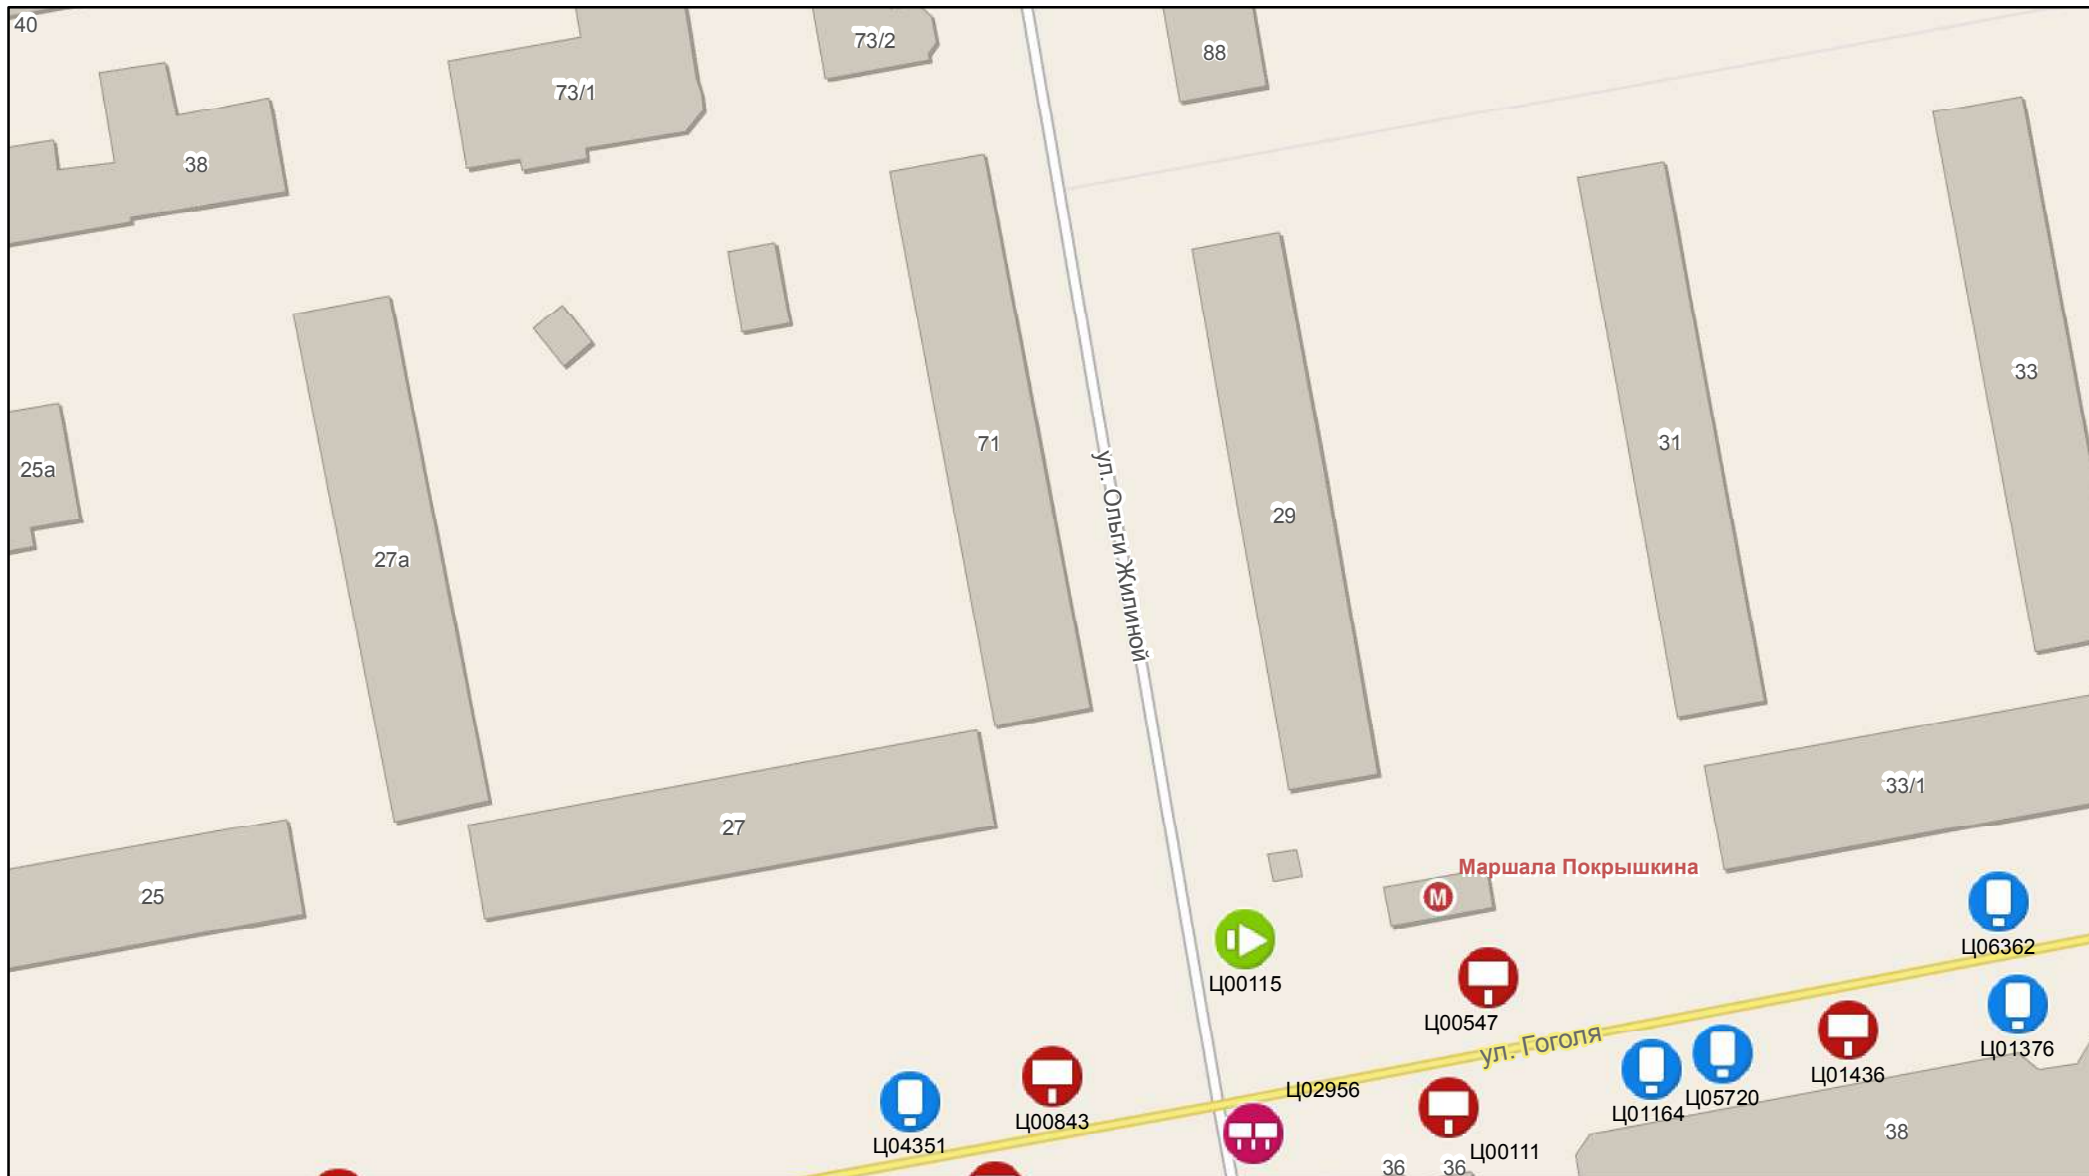 40
73/2
88
73/1
38
33
71
31
25а
29
27а
ул. Ольги Жилиной
33/1
27
Маршала Покрышкина
М
25
Ц06362
Ц00115
Ц00547
ул. Гоголя
Ц01376
Ц01436
Ц02956
Ц05720
Ц01164
Ц00843
Ц04351
38
Ц00111
36
36